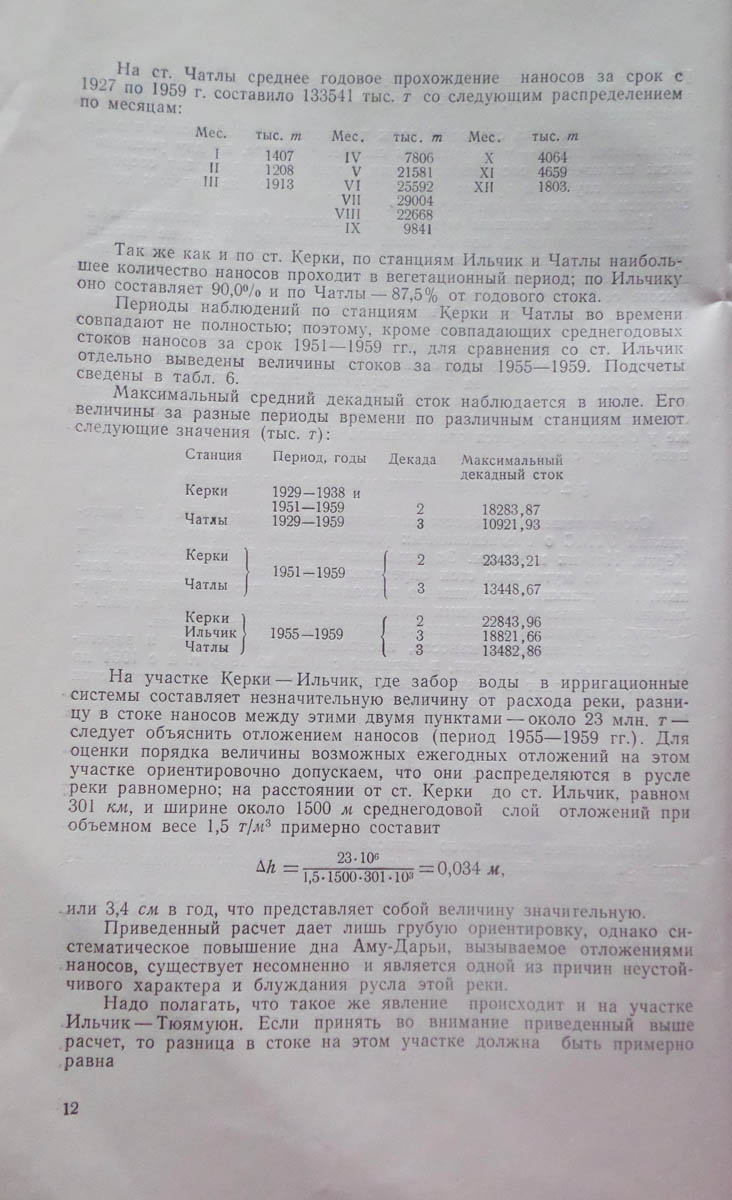 На ст. Чатлы среднее годовое прохождение наносов за срок с
1927 по 1959 г. составило 133541 тыс. т со следующим распределением
по месяцам:
Мес. тыс. т Мес. тыс. т Мес. тыс. т
I 1407 IV 7806 X 4064
II 1208 V 21581 XI 4659
III 1913 VI 25592 XII 1803.
VII 29004
VIII 22668
IX 9841
Так же как и по ст. Керки, по станциям Ильчик и Чатлы наиболь-
шее количество наносов проходит в вегетационный период; по Ильчику
оно составляет 90,0% и по Чатлы — 87,5% от годового стока.
Периоды наблюдений по станциям Керки и Чатлы во времени
совпадают не полностью; поэтому, кроме совпадающих среднегодовых
стоков наносов за срок 1951—1959 гг., для сравнения со ст. Ильчик
отдельно выведены величины стоков за годы 1955—1959. Подсчеты
сведены в табл. 6.
Максимальный средний декадный сток наблюдается в июле. Его
величины за разные периоды времени по различным станциям имеют
следующие значения (тыс. т):
Станция Период, годы Декада Максимальный
декадный сток
Керки 1929—1938 и
1951—1959 2 18283,87
Чатлы 1929—1959 3 10921,93
Керки 2 23433,21
1951—1959
Чатлы 3 13448,67
Керки 2 22843,96
Ильчик 1955—1959 3 18821,66
Чатлы 3 13482,86
На участке Керки — Ильчик, где забор воды в ирригационные
системы составляет незначительную величину от расхода реки, разни-
цу в стоке наносов между этими двумя пунктами — около 23 млн. т —
следует объяснить отложением наносов (период 1955—1959 гг.). Для
оценки порядка величины возможных ежегодных отложений на этом
участке ориентировочно допускаем, что они распределяются в русле
реки равномерно; на расстоянии от ст. Керки до ст. Ильчик, равном
301 км, и ширине около 1500 м среднегодовой слой отложений при
объемном весе 1,5 т/м³ примерно составит
Δh = 23·10⁶ / 1,5·1500·301·10³ = 0,034 м,
или 3,4 см в год, что представляет собой величину значительную.
Приведенный расчет дает лишь грубую ориентировку, однако си-
стематическое повышение дна Аму-Дарьи, вызываемое отложениями
наносов, существует несомненно и является одной из причин неустой-
чивого характера и блуждания русла этой реки.
Надо полагать, что такое же явление происходит и на участке
Ильчик — Тюямуюн. Если принять во внимание приведенный выше
расчет, то разница в стоке на этом участке должна быть примерно
равна
12